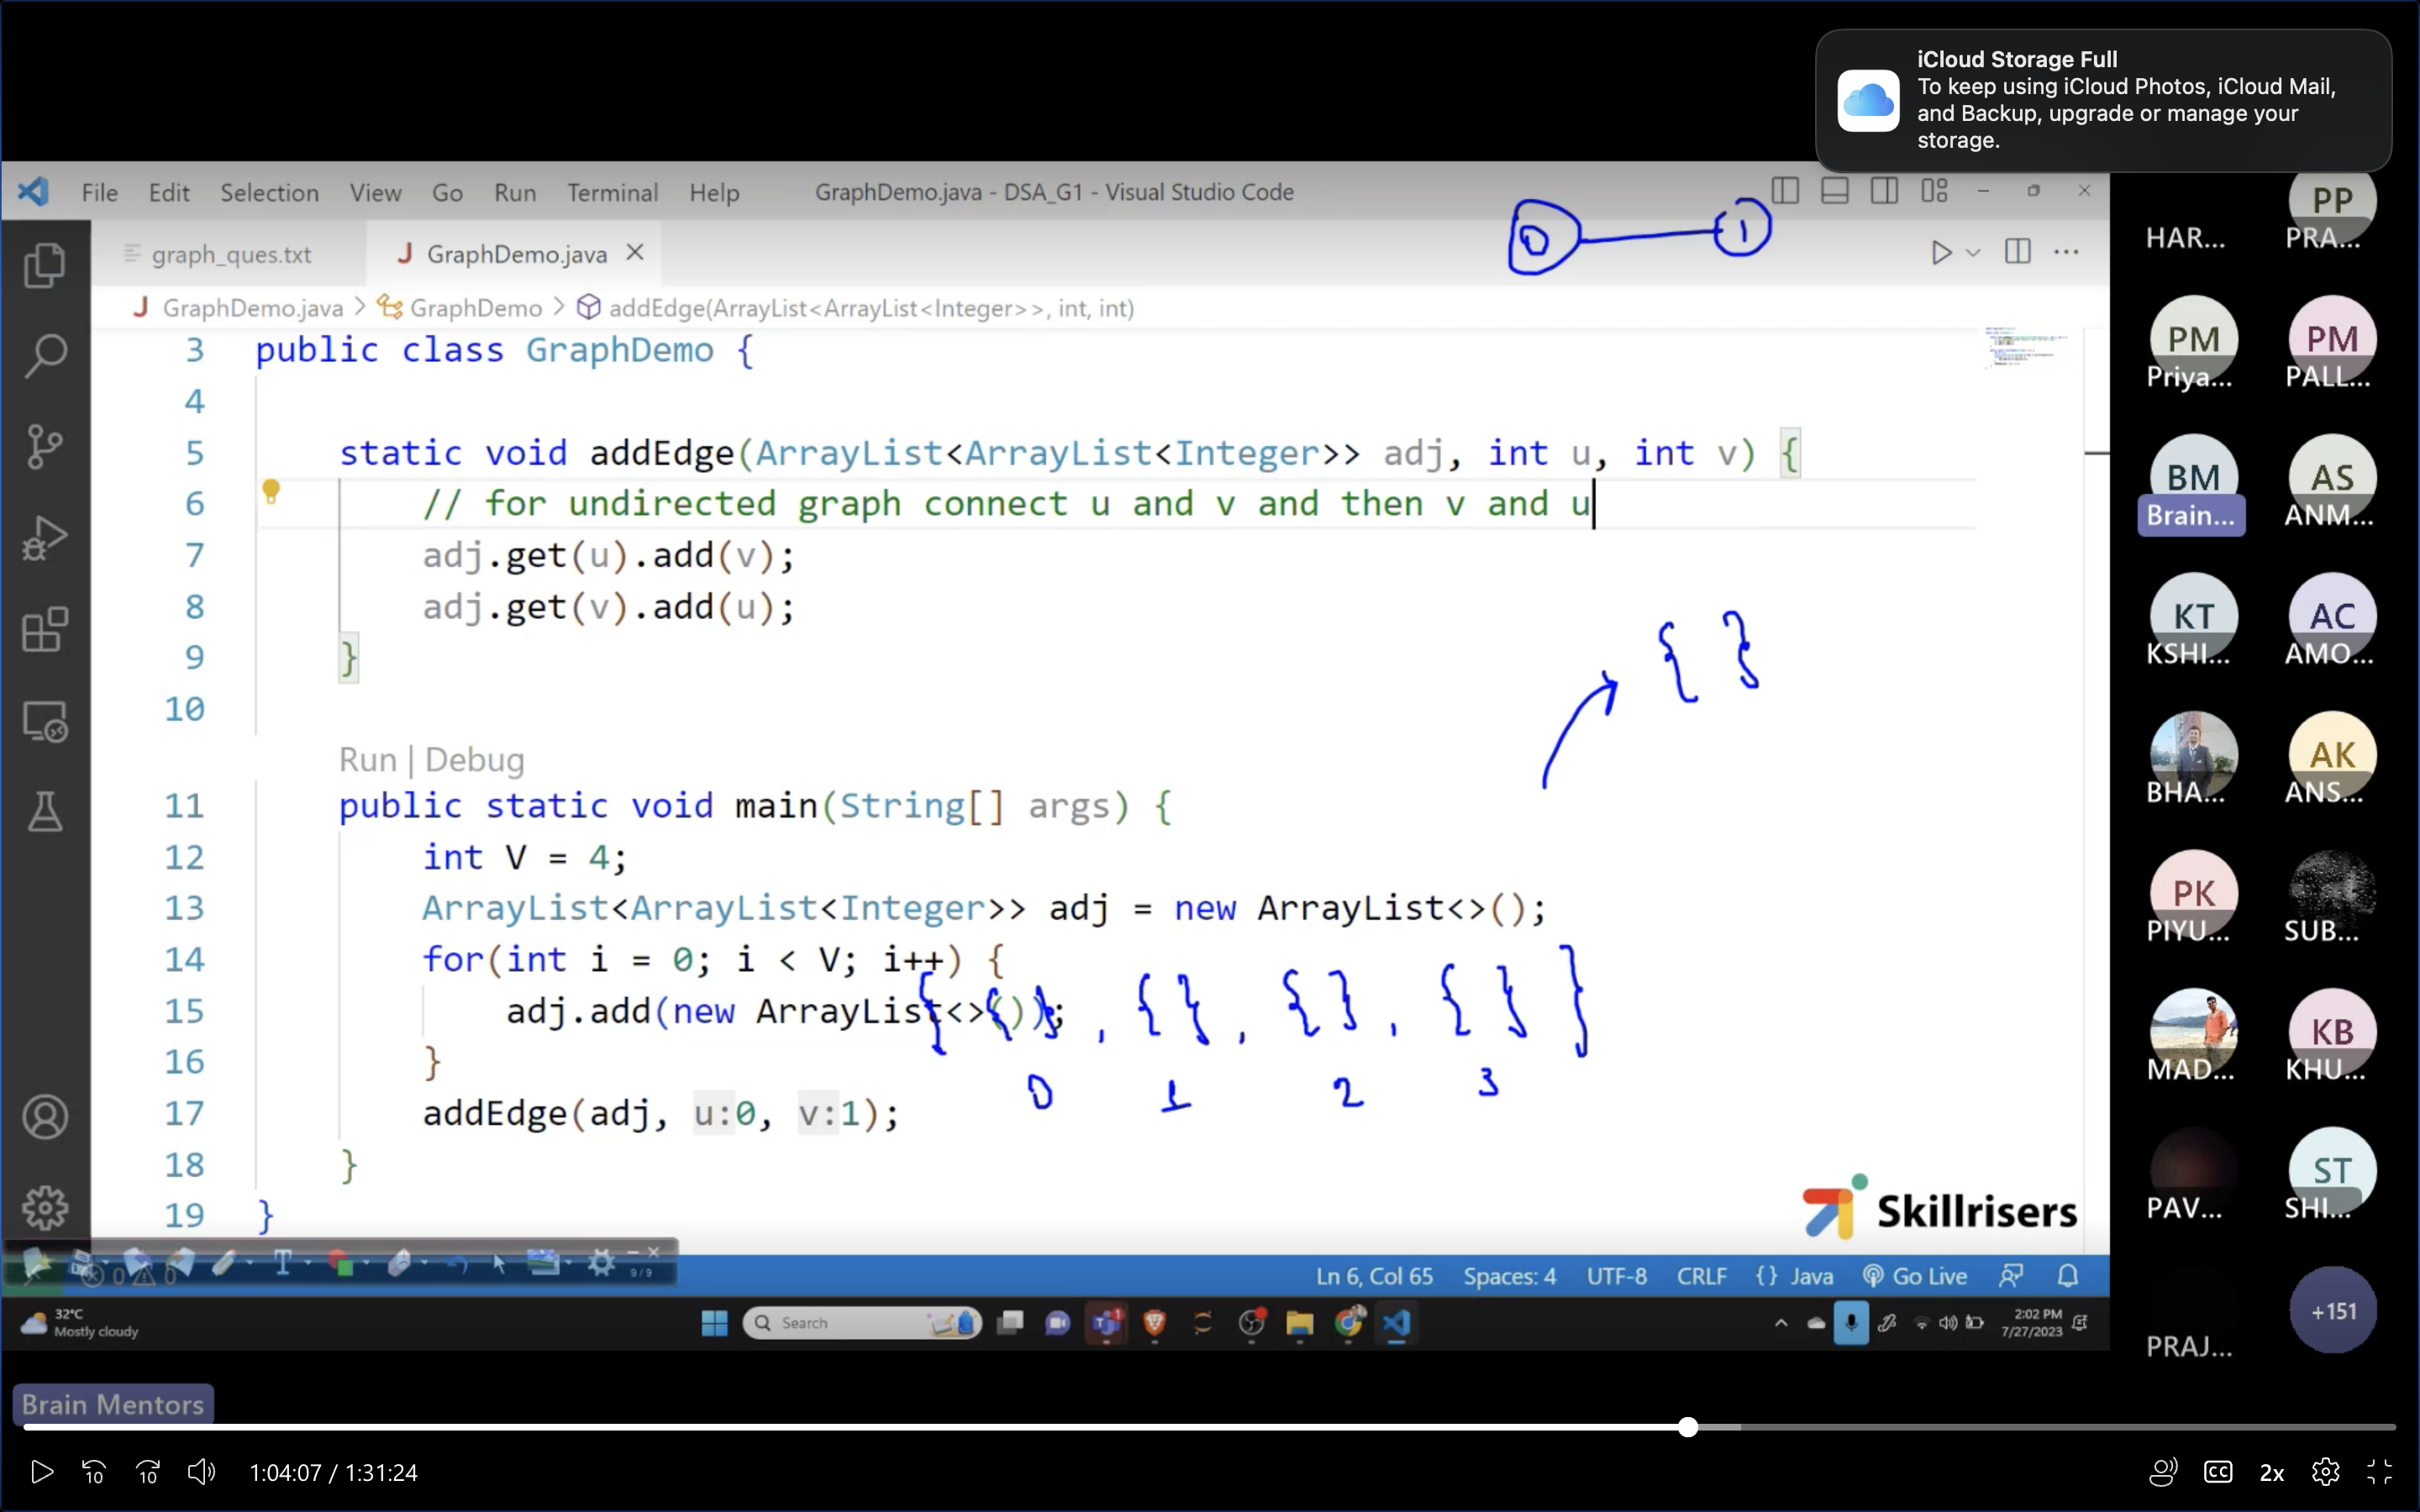 iCloud Storage Full
To keep using iCloud Photos, iCloud Mail,
and Backup, upgrade or manage your
storage.
File Edit Selection View Go Run Terminal Help GraphDemo.java - DSA_G1 - Visual Studio Code
0 1
graph_ques.txt J GraphDemo.java
J GraphDemo.java > GraphDemo > addEdge(ArrayList<ArrayList<Integer>>, int, int)
3 public class GraphDemo {
4
5 static void addEdge(ArrayList<ArrayList<Integer>> adj, int u, int v) {
6 // for undirected graph connect u and v and then v and u
7 adj.get(u).add(v);
8 adj.get(v).add(u);
9 }
{ }
10
Run | Debug
11 public static void main(String[] args) {
12 int V = 4;
13 ArrayList<ArrayList<Integer>> adj = new ArrayList<>();
14 for(int i = 0; i < V; i++) {
15 adj.add(new ArrayList<>());
{ { } , { } , { } , { } }
16 }
0 1 2 3
17 addEdge(adj, u:0, v:1);
18 }
19 }
Skillrisers
T
9/9
0 0
Ln 6, Col 65 Spaces: 4 UTF-8 CRLF {} Java Go Live
32°C
Mostly cloudy
Search
2:02 PM
7/27/2023
HAR...
PP
PRA...
PM
Priya...
PM
PALL...
BM
Brain...
AS
ANM...
KT
KSHI...
AC
AMO...
BHA...
AK
ANS...
PK
PIYU...
SUB...
MAD...
KB
KHU...
PAV...
ST
SHI...
PRAJ...
+151
Brain Mentors
10 10 1:04:07 / 1:31:24
CC 2x